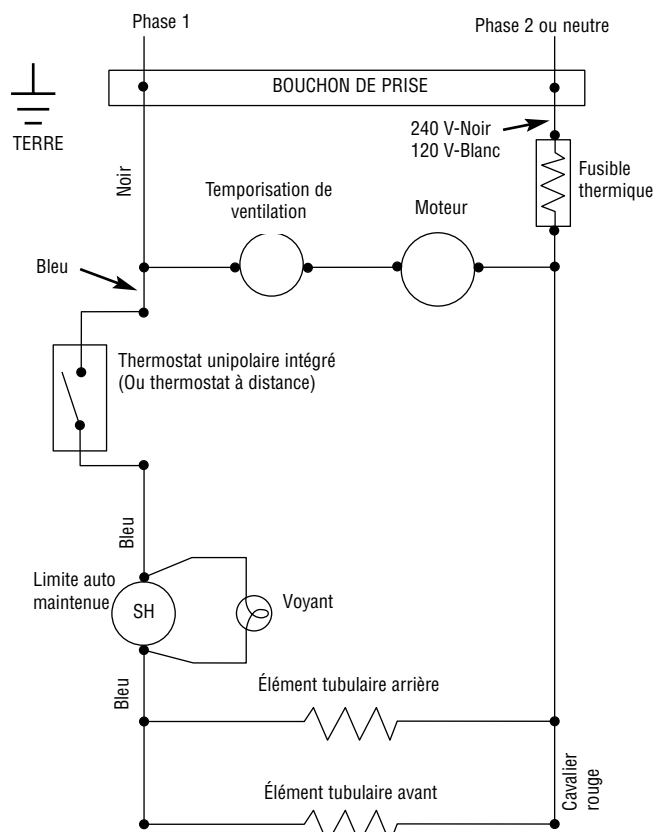 Phase 1
Phase 2 ou neutre
BOUCHON DE PRISE
TERRE
240 V-Noir
120 V-Blanc
Noir
Fusible
thermique
Temporisation de
ventilation
Moteur
Bleu
Thermostat unipolaire intégré
(Ou thermostat à distance)
Bleu
Limite auto
maintenue
SH
Voyant
Bleu
Élément tubulaire arrière
Élément tubulaire avant
Cavalier
rouge